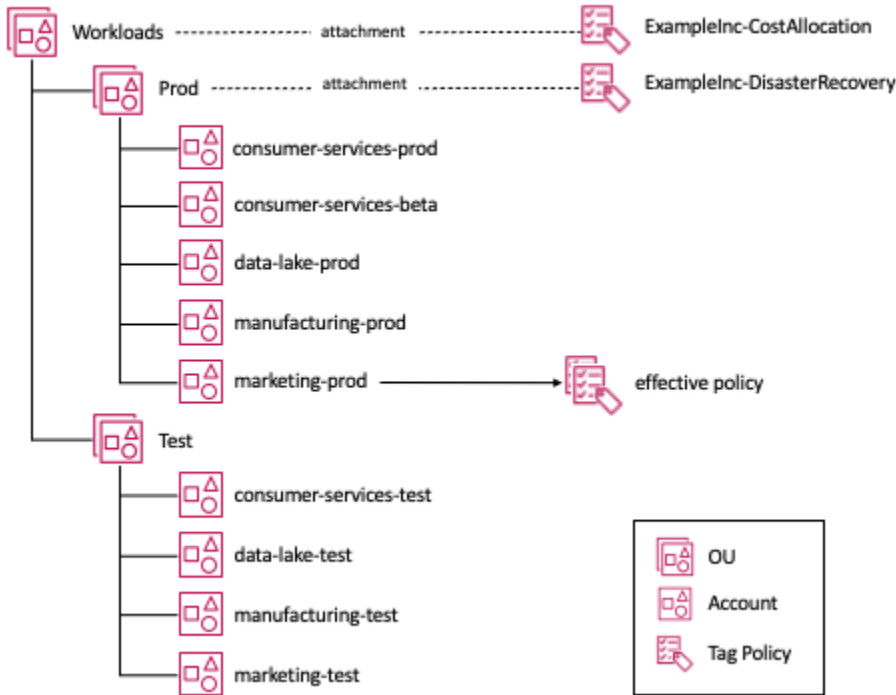 Workloads attachment ExampleInc-CostAllocation
Prod attachment ExampleInc-DisasterRecovery
consumer-services-prod
consumer-services-beta
data-lake-prod
manufacturing-prod
marketing-prod effective policy
Test
consumer-services-test
data-lake-test
manufacturing-test
marketing-test
OU
Account
Tag Policy